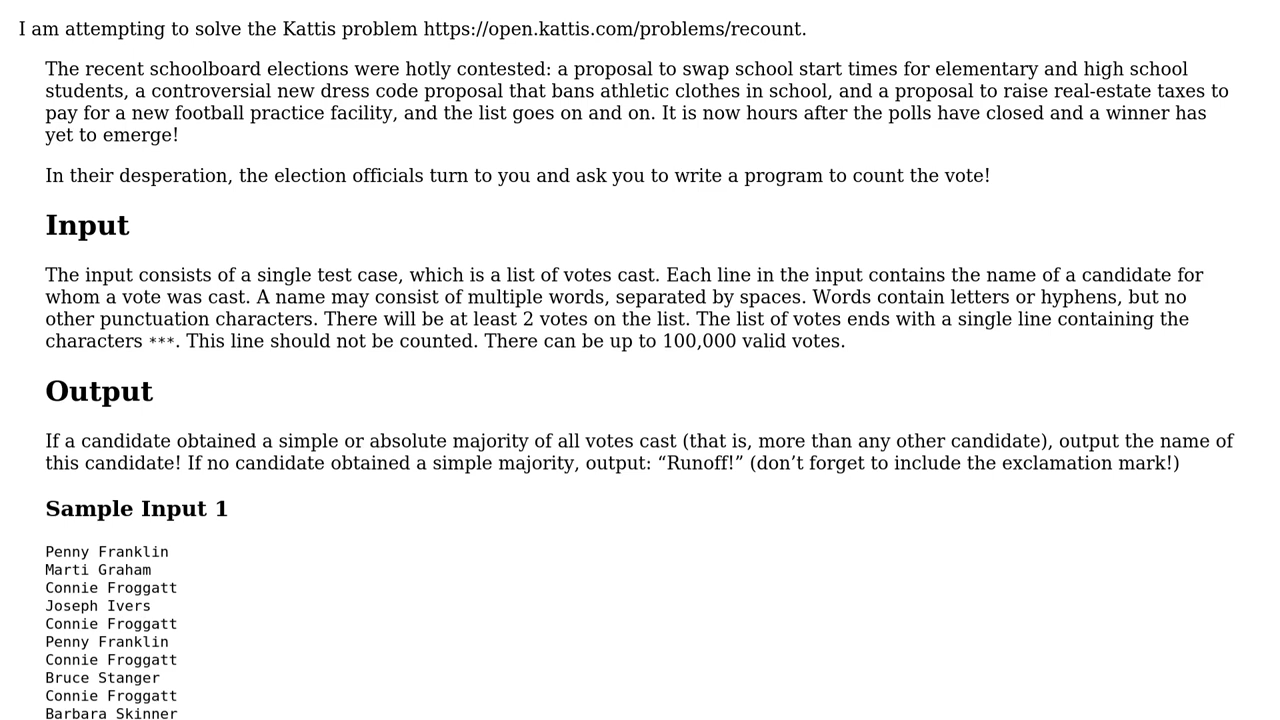 I am attempting to solve the Kattis problem https://open.kattis.com/problems/recount.
The recent schoolboard elections were hotly contested: a proposal to swap school start times for elementary and high school
students, a controversial new dress code proposal that bans athletic clothes in school, and a proposal to raise real-estate taxes to
pay for a new football practice facility, and the list goes on and on. It is now hours after the polls have closed and a winner has
yet to emerge!
In their desperation, the election officials turn to you and ask you to write a program to count the vote!
Input
The input consists of a single test case, which is a list of votes cast. Each line in the input contains the name of a candidate for
whom a vote was cast. A name may consist of multiple words, separated by spaces. Words contain letters or hyphens, but no
other punctuation characters. There will be at least 2 votes on the list. The list of votes ends with a single line containing the
characters ***. This line should not be counted. There can be up to 100,000 valid votes.
Output
If a candidate obtained a simple or absolute majority of all votes cast (that is, more than any other candidate), output the name of
this candidate! If no candidate obtained a simple majority, output: “Runoff!” (don’t forget to include the exclamation mark!)
Sample Input 1
Penny Franklin
Marti Graham
Connie Froggatt
Joseph Ivers
Connie Froggatt
Penny Franklin
Connie Froggatt
Bruce Stanger
Connie Froggatt
Barbara Skinner